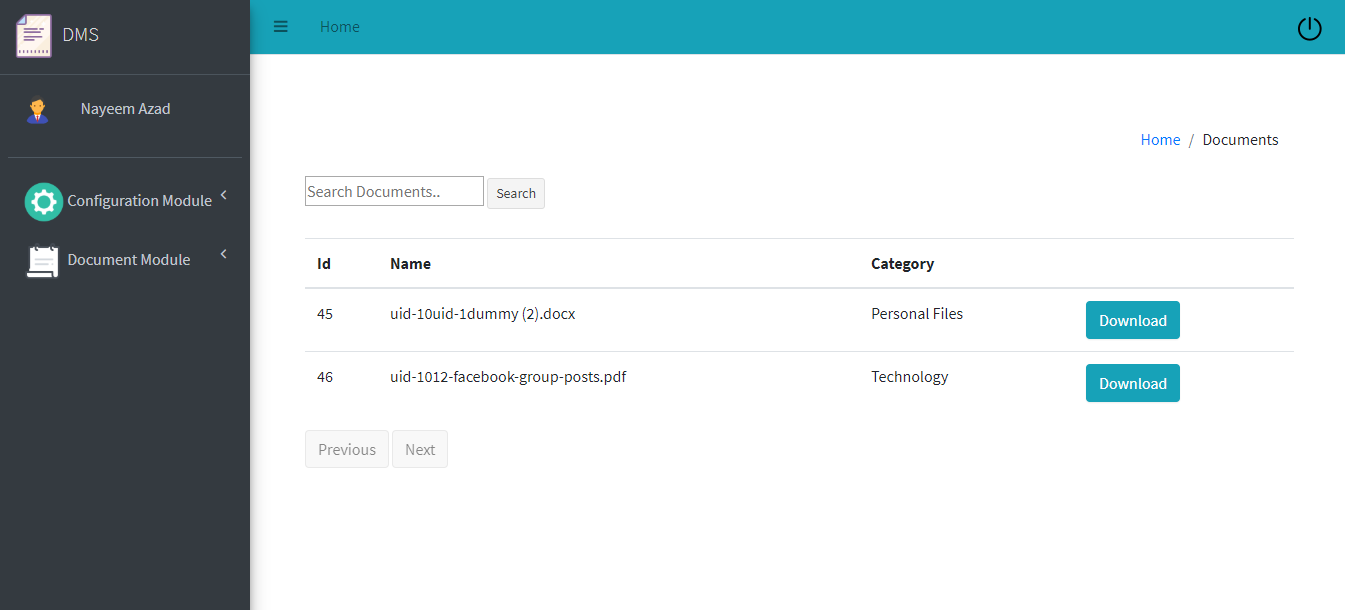 DMS
Home
Nayeem Azad
Home / Documents
Configuration Module
Document Module
Search Documents.. Search
Id Name Category
45 uid-10uid-1dummy (2).docx Personal Files Download
46 uid-1012-facebook-group-posts.pdf Technology Download
Previous Next